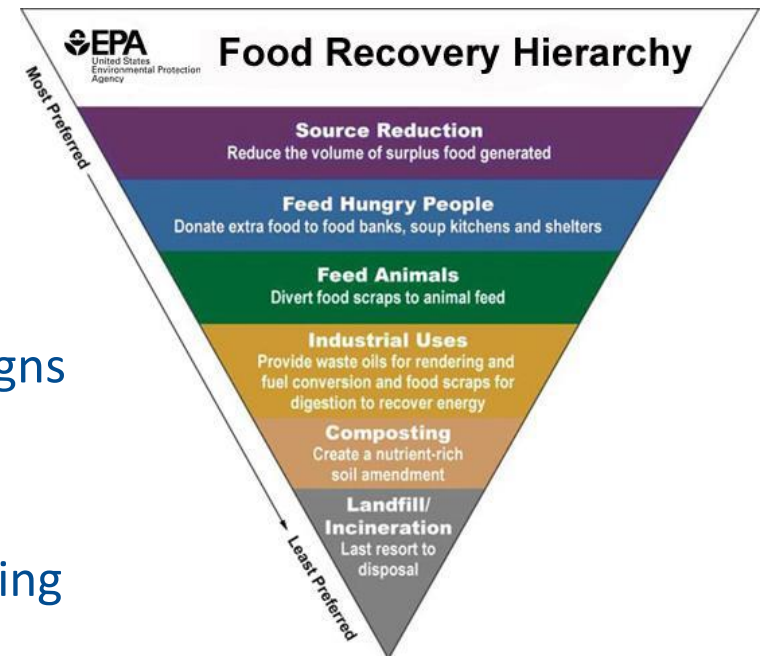 EPA
United States
Environmental Protection
Agency
Food Recovery Hierarchy
Most Preferred
Source Reduction
Reduce the volume of surplus food generated
Feed Hungry People
Donate extra food to food banks, soup kitchens and shelters
Feed Animals
Divert food scraps to animal feed
Industrial Uses
Provide waste oils for rendering and
fuel conversion and food scraps for
digestion to recover energy
Composting
Create a nutrient-rich
soil amendment
Landfill/
Incineration
Last resort to
disposal
Least Preferred
gns
ing